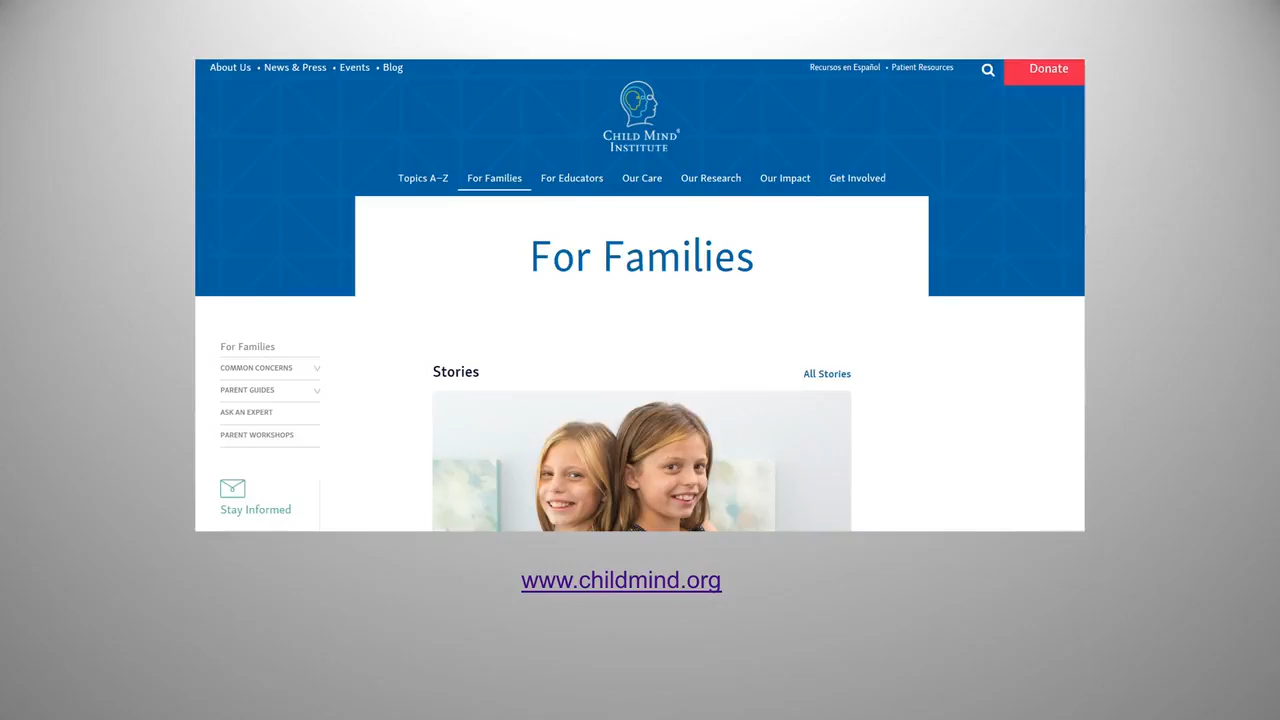 About Us • News & Press • Events • Blog
Recursos en Español • Patient Resources
Donate
CHILD MIND®
INSTITUTE
Topics A–Z For Families For Educators Our Care Our Research Our Impact Get Involved
For Families
For Families
COMMON CONCERNS
PARENT GUIDES
ASK AN EXPERT
PARENT WORKSHOPS
Stay Informed
Stories
All Stories
www.childmind.org